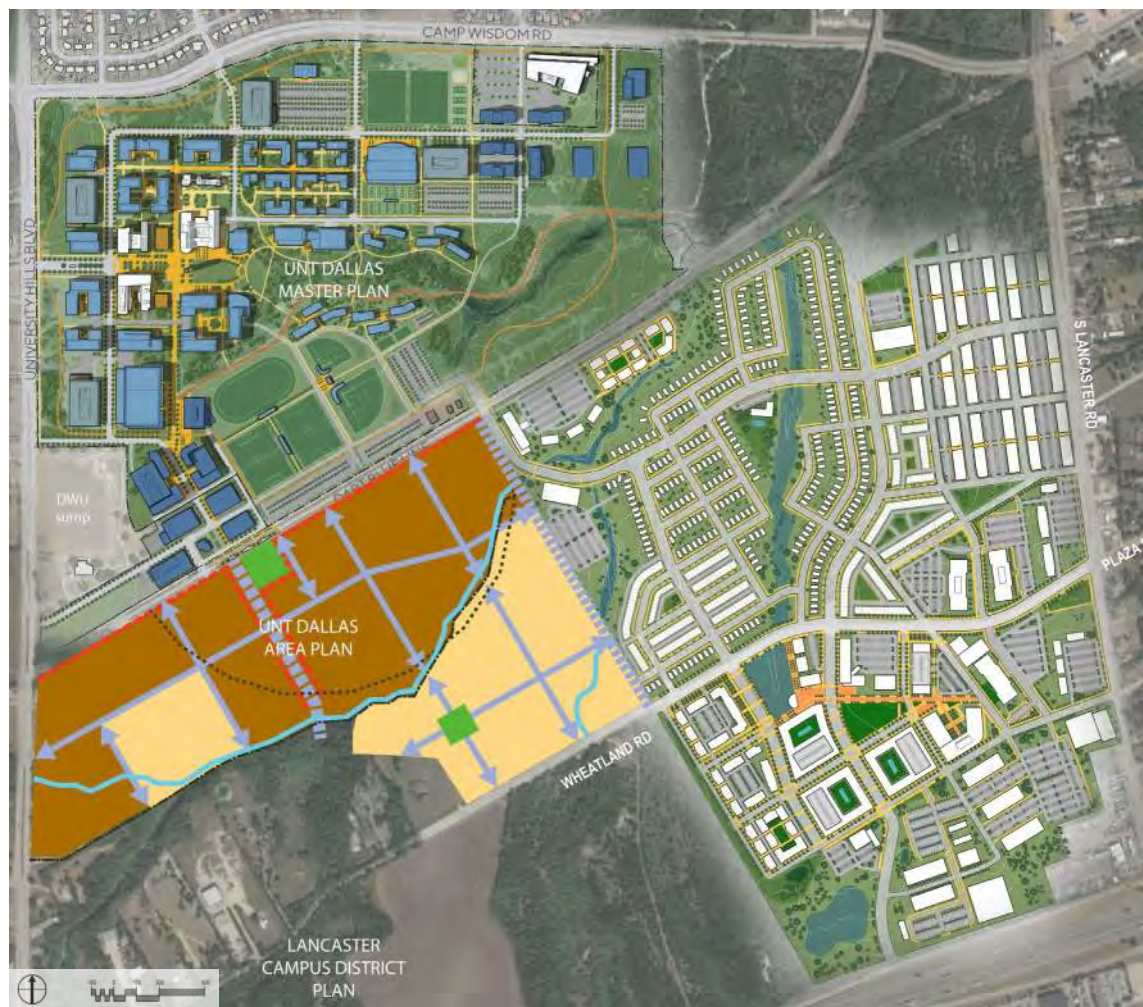 CAMP WISDOM RD
UNIVERSITY HILLS BLVD
UNT DALLAS
MASTER PLAN
S LANCASTER RD
DWU
sump
PLAZA
UNT DALLAS
AREA PLAN
WHEATLAND RD
LANCASTER
CAMPUS DISTRICT
PLAN